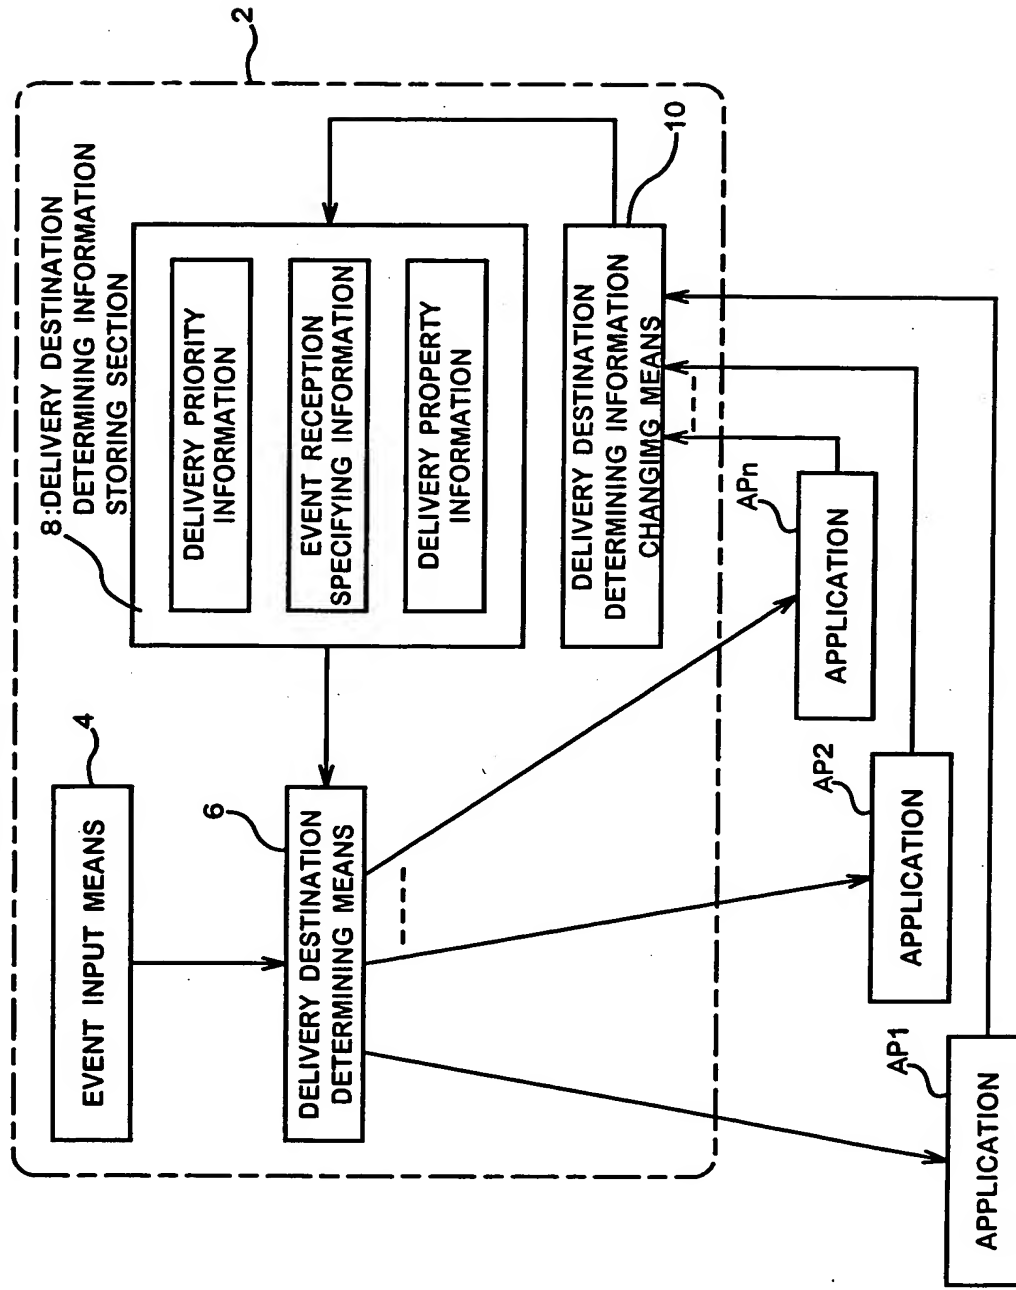 2
4
EVENT INPUT MEANS
6
DELIVERY DESTINATION
DETERMINING MEANS
8:DELIVERY DESTINATION
DETERMINING INFORMATION
STORING SECTION
DELIVERY PRIORITY
INFORMATION
EVENT RECEPTION
SPECIFYING INFORMATION
DELIVERY PROPERTY
INFORMATION
10
DELIVERY DESTINATION
DETERMINING INFORMATION
CHANGIMG MEANS
AP1
APPLICATION
AP2
APPLICATION
APn
APPLICATION